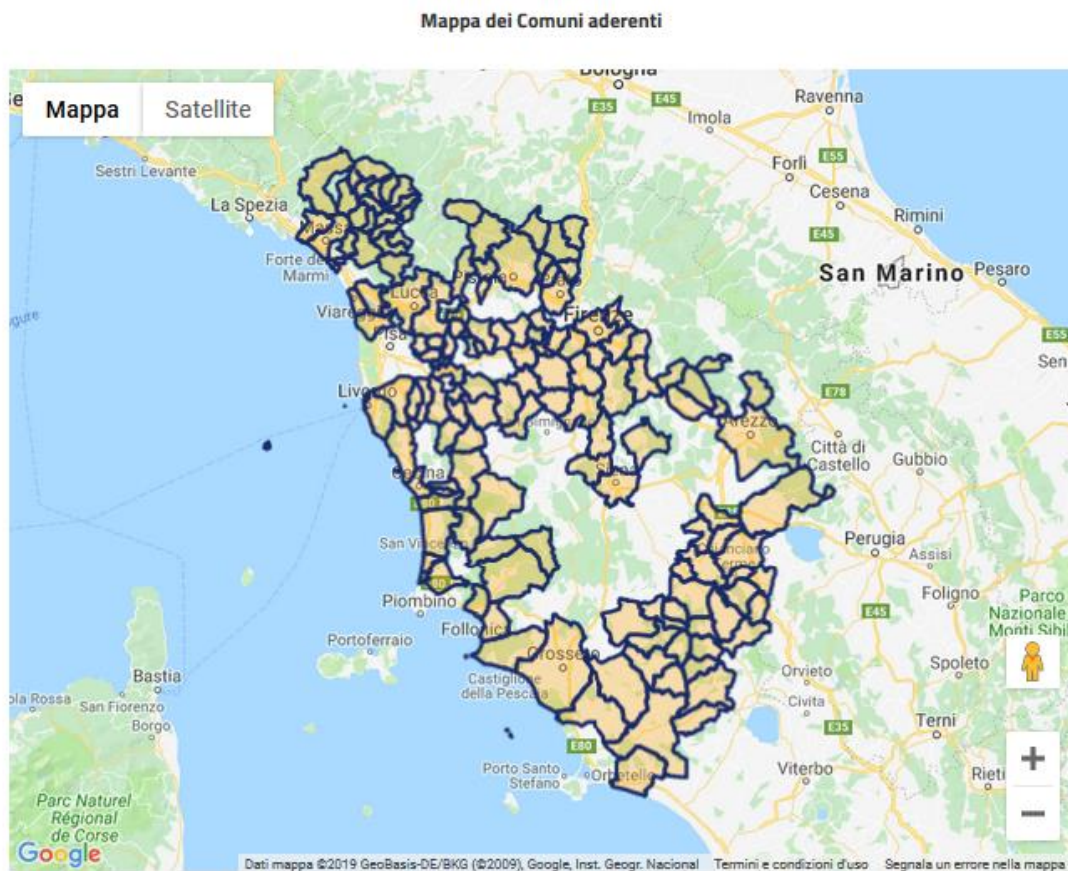 Mappa dei Comuni aderenti
Mappa
Satellite
Bologna
E35
E45
Imola
Ravenna
Sestri Levante
Forlì
E55
Cesena
La Spezia
E45
Rimini
San Marino
Pesaro
Forte dei
Marmi
Lucca
Viareggio
Firenze
E55
Livorno
E78
Arezzo
Città di
Castello
Gubbio
Siena
San Vincenzo
Perugia
Assisi
Piombino
E45
Foligno
Parco
Nazionale
Monti Sibil
Follonica
Portoferraio
Grosseto
Bastia
Castiglione
della Pescaia
Orvieto
Spoleto
San Fiorenzo
Civita
Borgo
E35
Terni
E80
Porto Santo
Stefano
Orbetello
Viterbo
Rieti
Parc Naturel
Régional
de Corse
Google
Dati mappa ©2019 GeoBasis-DE/BKG (©2009), Google, Inst. Geogr. Nacional
Termini e condizioni d'uso
Segnala un errore nella mappa